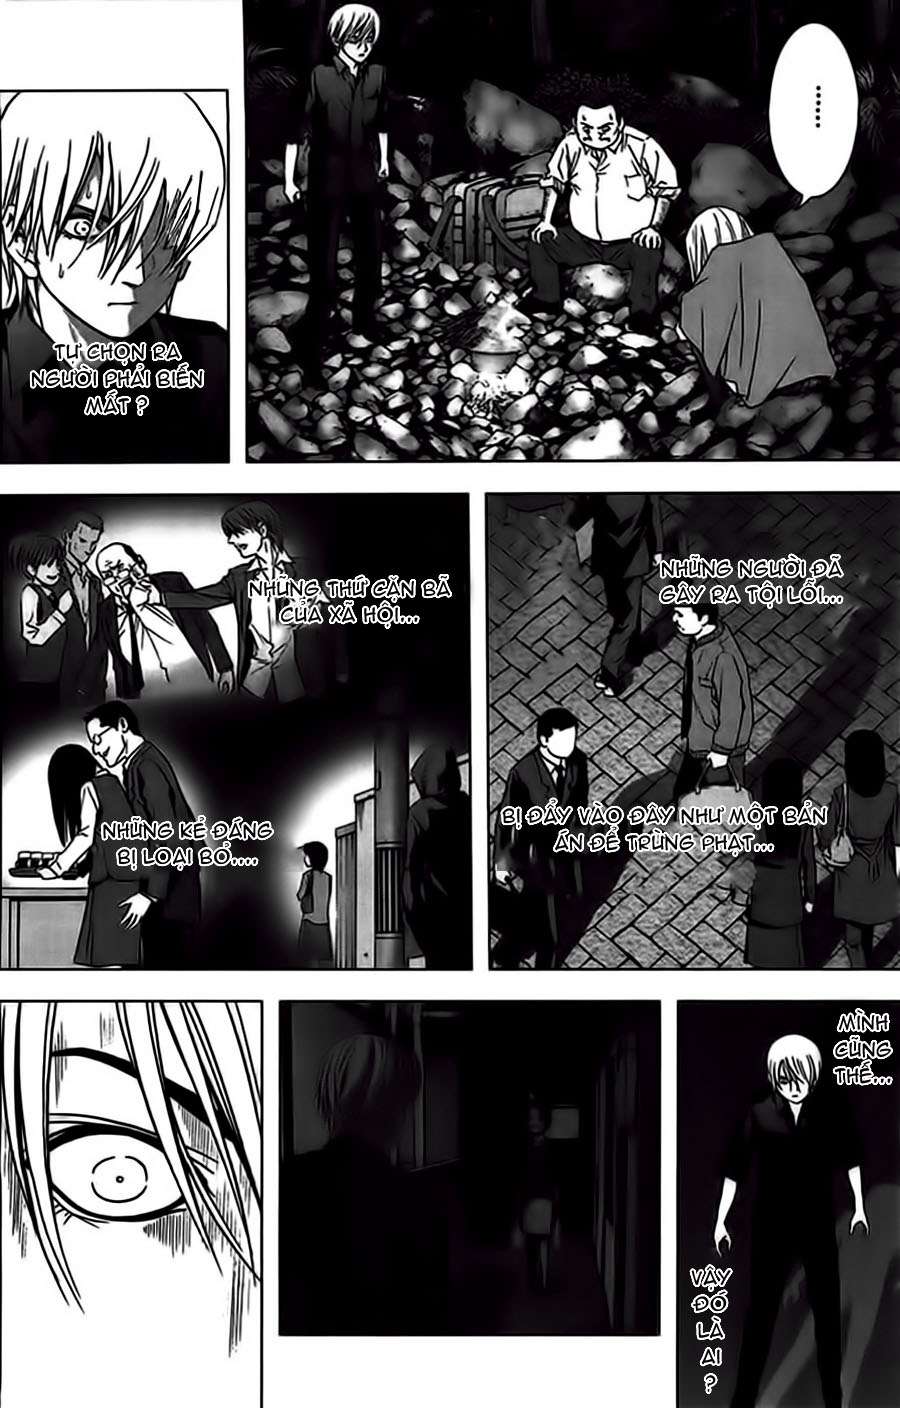 ........
TỰ CHỌN RA
NGƯỜI PHẢI BIẾN
MẤT ?
NHỮNG NGƯỜI ĐÃ
GÂY RA TỘI LỖI...
BỊ ĐẨY VÀO ĐÂY NHƯ MỘT BẢN
ÁN ĐỂ TRỪNG PHẠT...
NHỮNG THỨ CẶN BÃ
CỦA XÃ HỘI...
NHỮNG KẺ ĐÁNG
BỊ LOẠI BỎ....
MÌNH
CŨNG
THẾ...
VẬY
ĐÓ
LÀ
AI
?